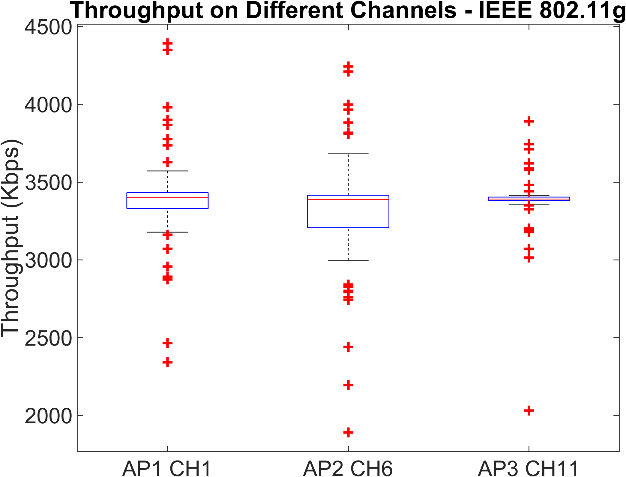 Throughput on Different Channels - IEEE 802.11g
Throughput (Kbps)
4500
4000
3500
3000
2500
2000
AP1 CH1
AP2 CH6
AP3 CH11